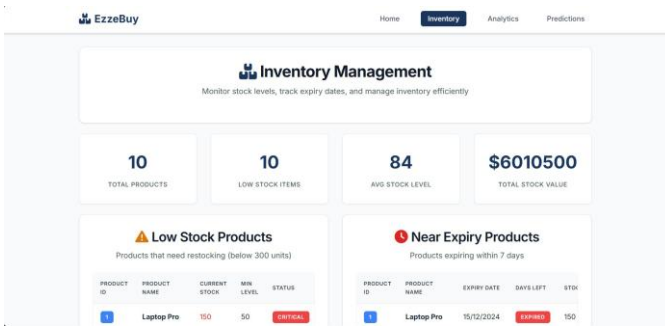 EzzeBuy
Home Inventory Analytics Predictions
Inventory Management
Monitor stock levels, track expiry dates, and manage inventory efficiently
10 10 84 $6010500
TOTAL PRODUCTS LOW STOCK ITEMS AVG STOCK LEVEL TOTAL STOCK VALUE
Low Stock Products
Products that need restocking (below 300 units)
PRODUCT ID PRODUCT NAME CURRENT STOCK MIN LEVEL STATUS
1 Laptop Pro 150 50 CRITICAL
Near Expiry Products
Products expiring within 7 days
PRODUCT ID PRODUCT NAME EXPIRY DATE DAYS LEFT
1 Laptop Pro 15/12/2024 EXPIRED 150